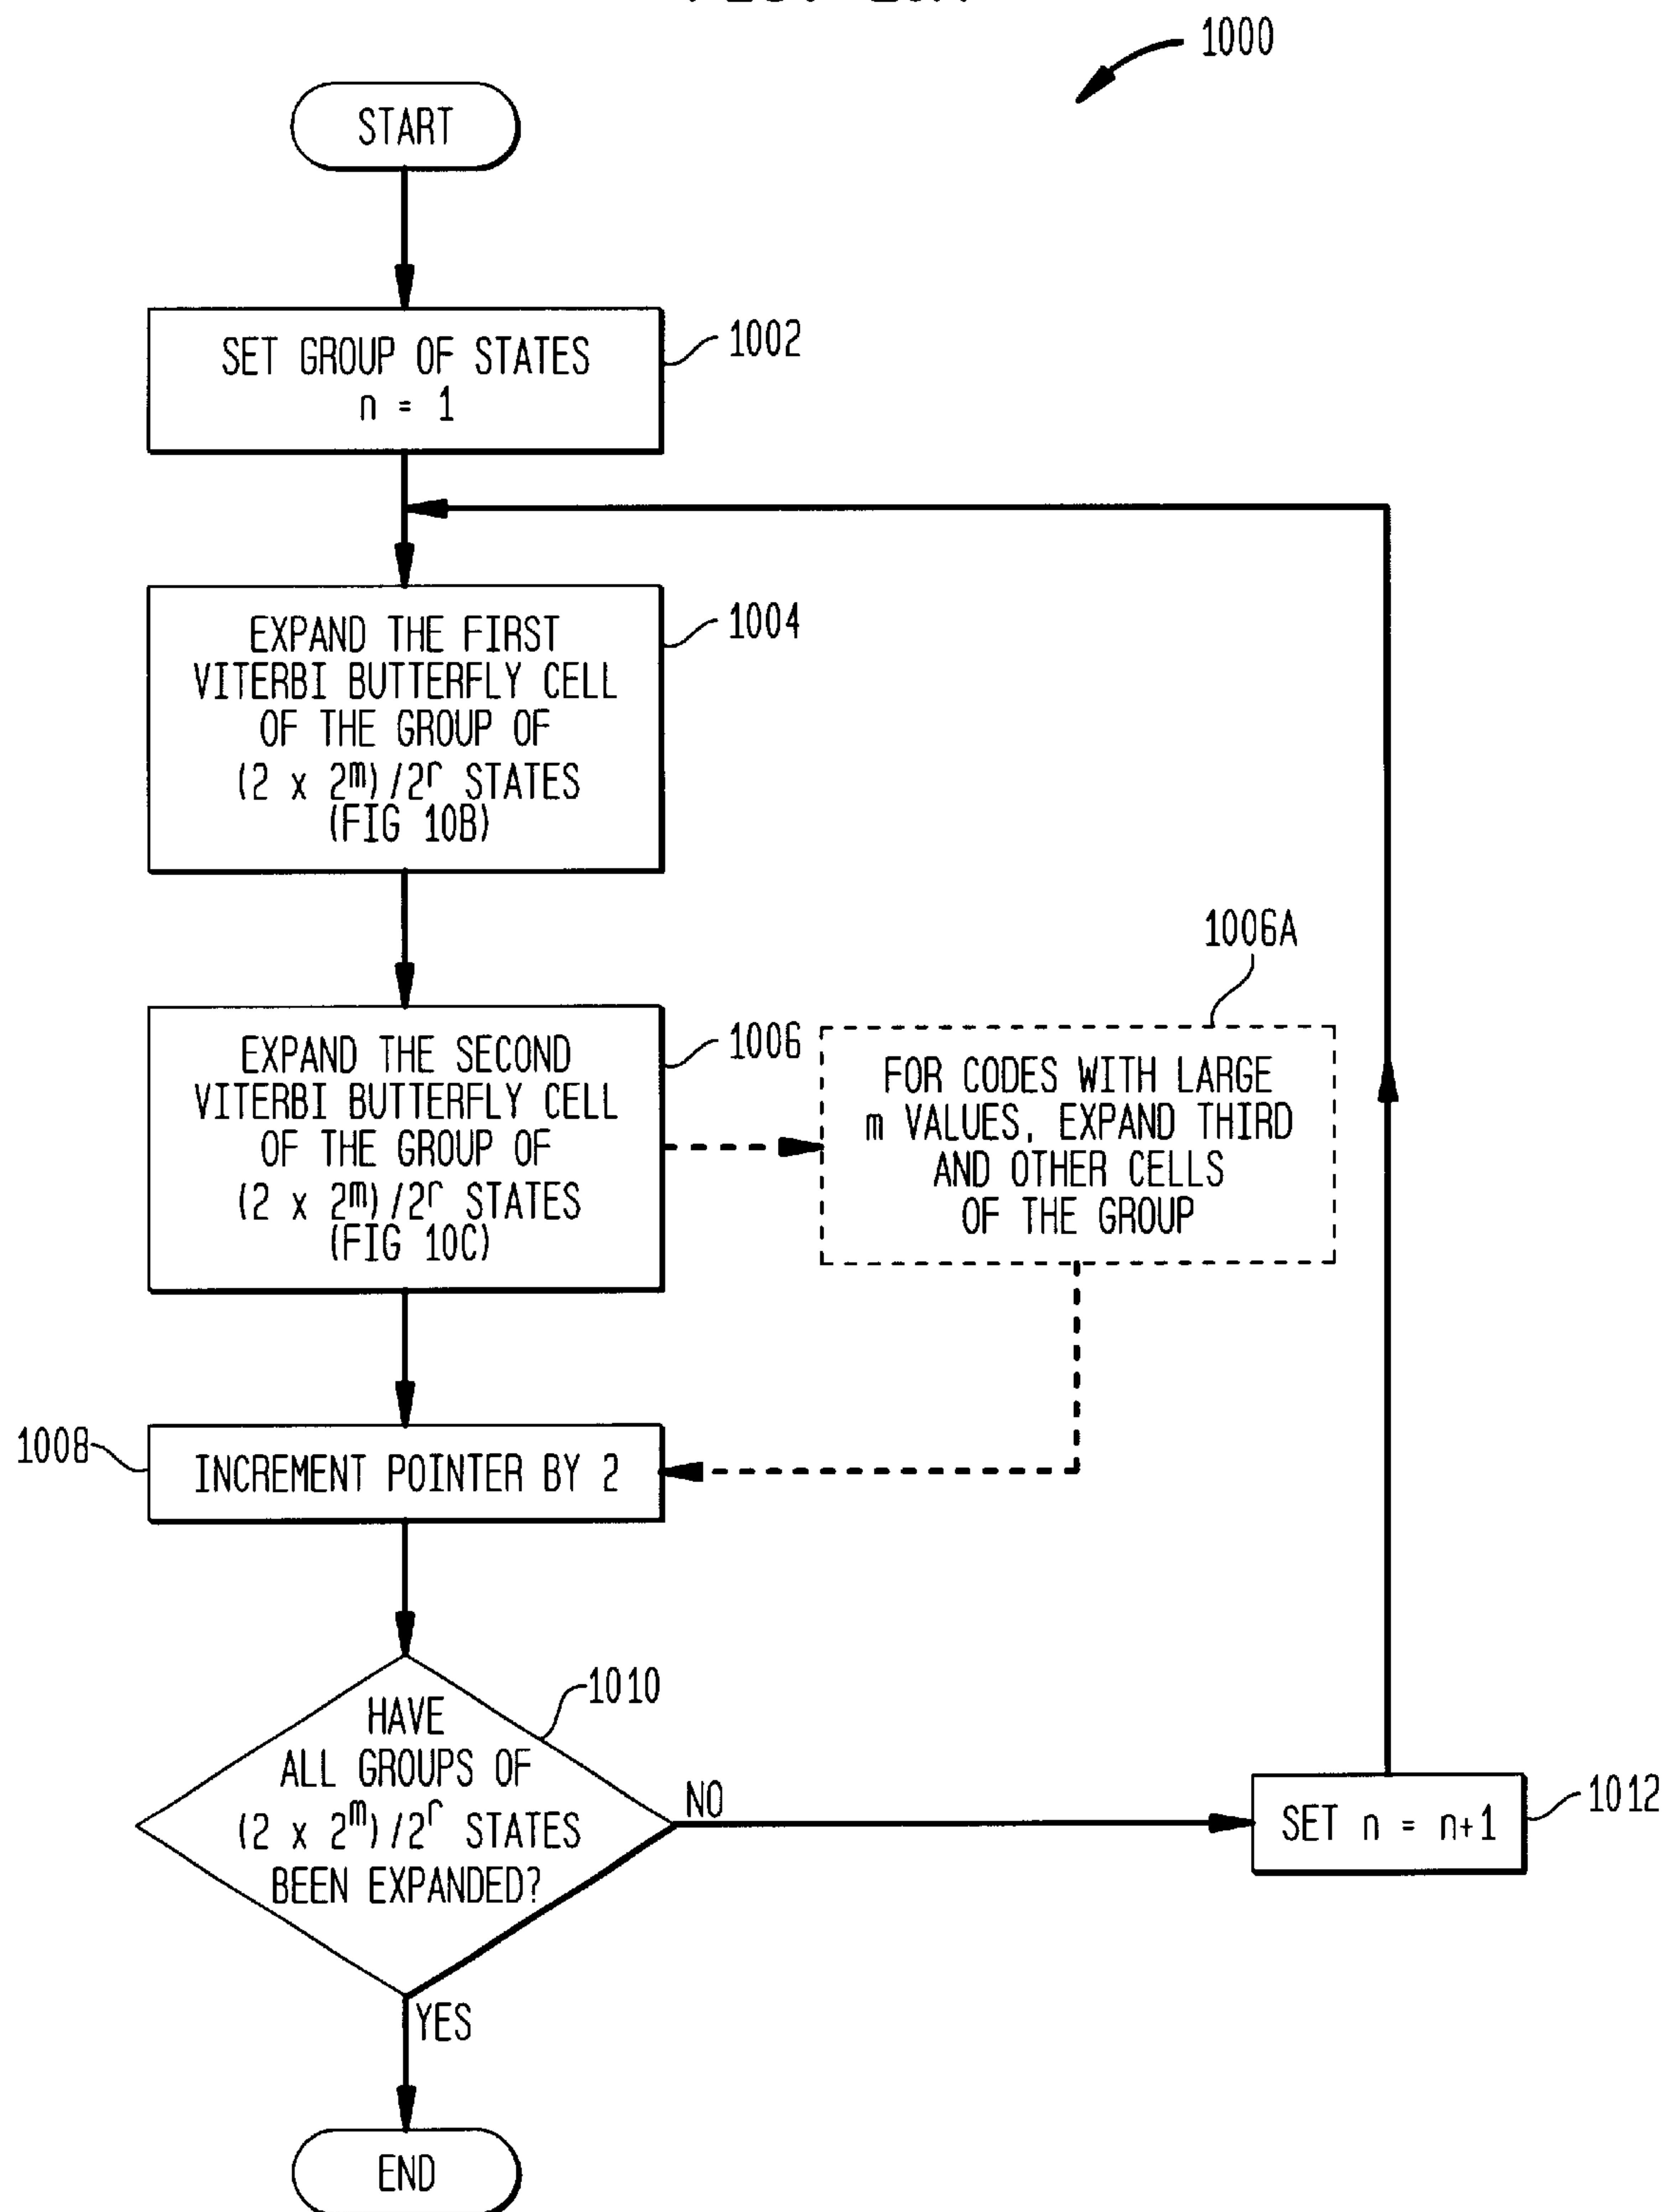 1000
START
SET GROUP OF STATES
n = 1
1002
EXPAND THE FIRST
VITERBI BUTTERFLY CELL
OF THE GROUP OF
(2 x 2ᵐ)/2ʳ STATES
(FIG 10B)
1004
EXPAND THE SECOND
VITERBI BUTTERFLY CELL
OF THE GROUP OF
(2 x 2ᵐ)/2ʳ STATES
(FIG 10C)
1006
1006A
FOR CODES WITH LARGE
m VALUES, EXPAND THIRD
AND OTHER CELLS
OF THE GROUP
1008
INCREMENT POINTER BY 2
1010
HAVE
ALL GROUPS OF
(2 x 2ᵐ)/2ʳ STATES
BEEN EXPANDED?
NO
SET n = n+1
1012
YES
END